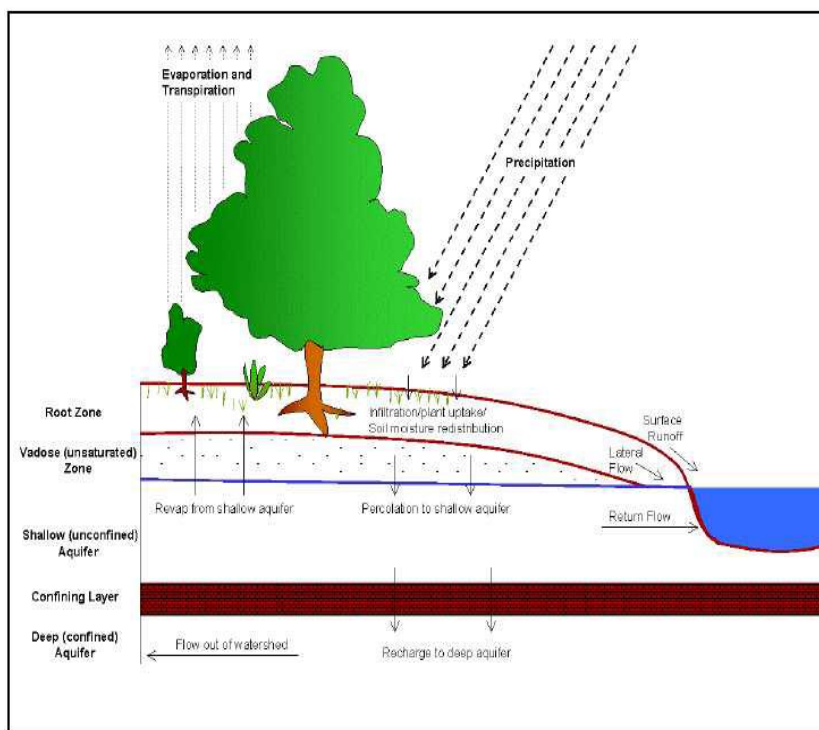 Evaporation and
Transpiration
Precipitation
Root Zone
Infiltration/plant uptake/
Soil moisture redistribution
Surface
Runoff
Lateral
Flow
Vadose (unsaturated)
Zone
Revap from shallow aquifer
Percolation to shallow aquifer
Return Flow
Shallow (unconfined)
Aquifer
Confining Layer
Deep (confined)
Aquifer
Flow out of watershed
Recharge to deep aquifer